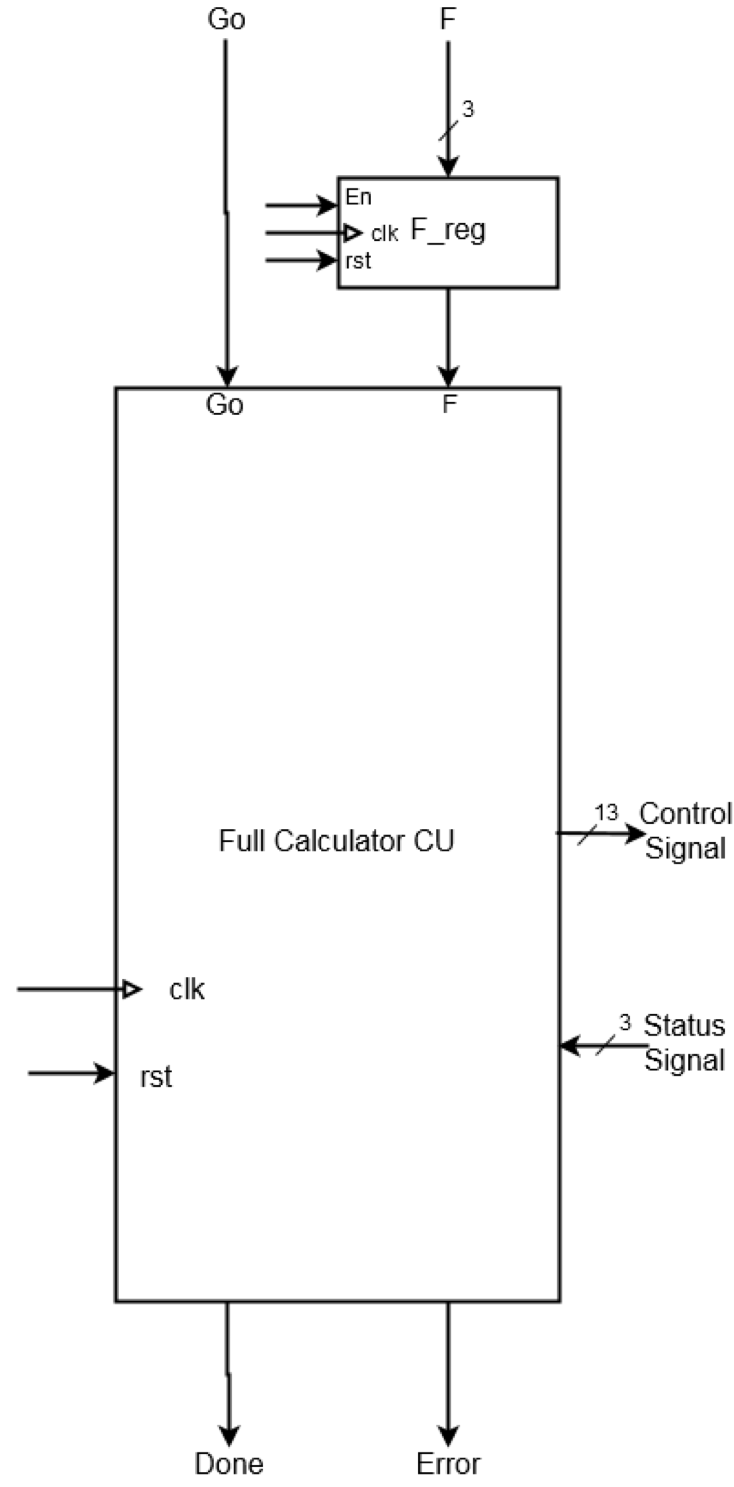 Go
F
3
En
clk
F_reg
rst
Go
F
Full Calculator CU
13
Control
Signal
clk
3
Status
Signal
rst
Done
Error